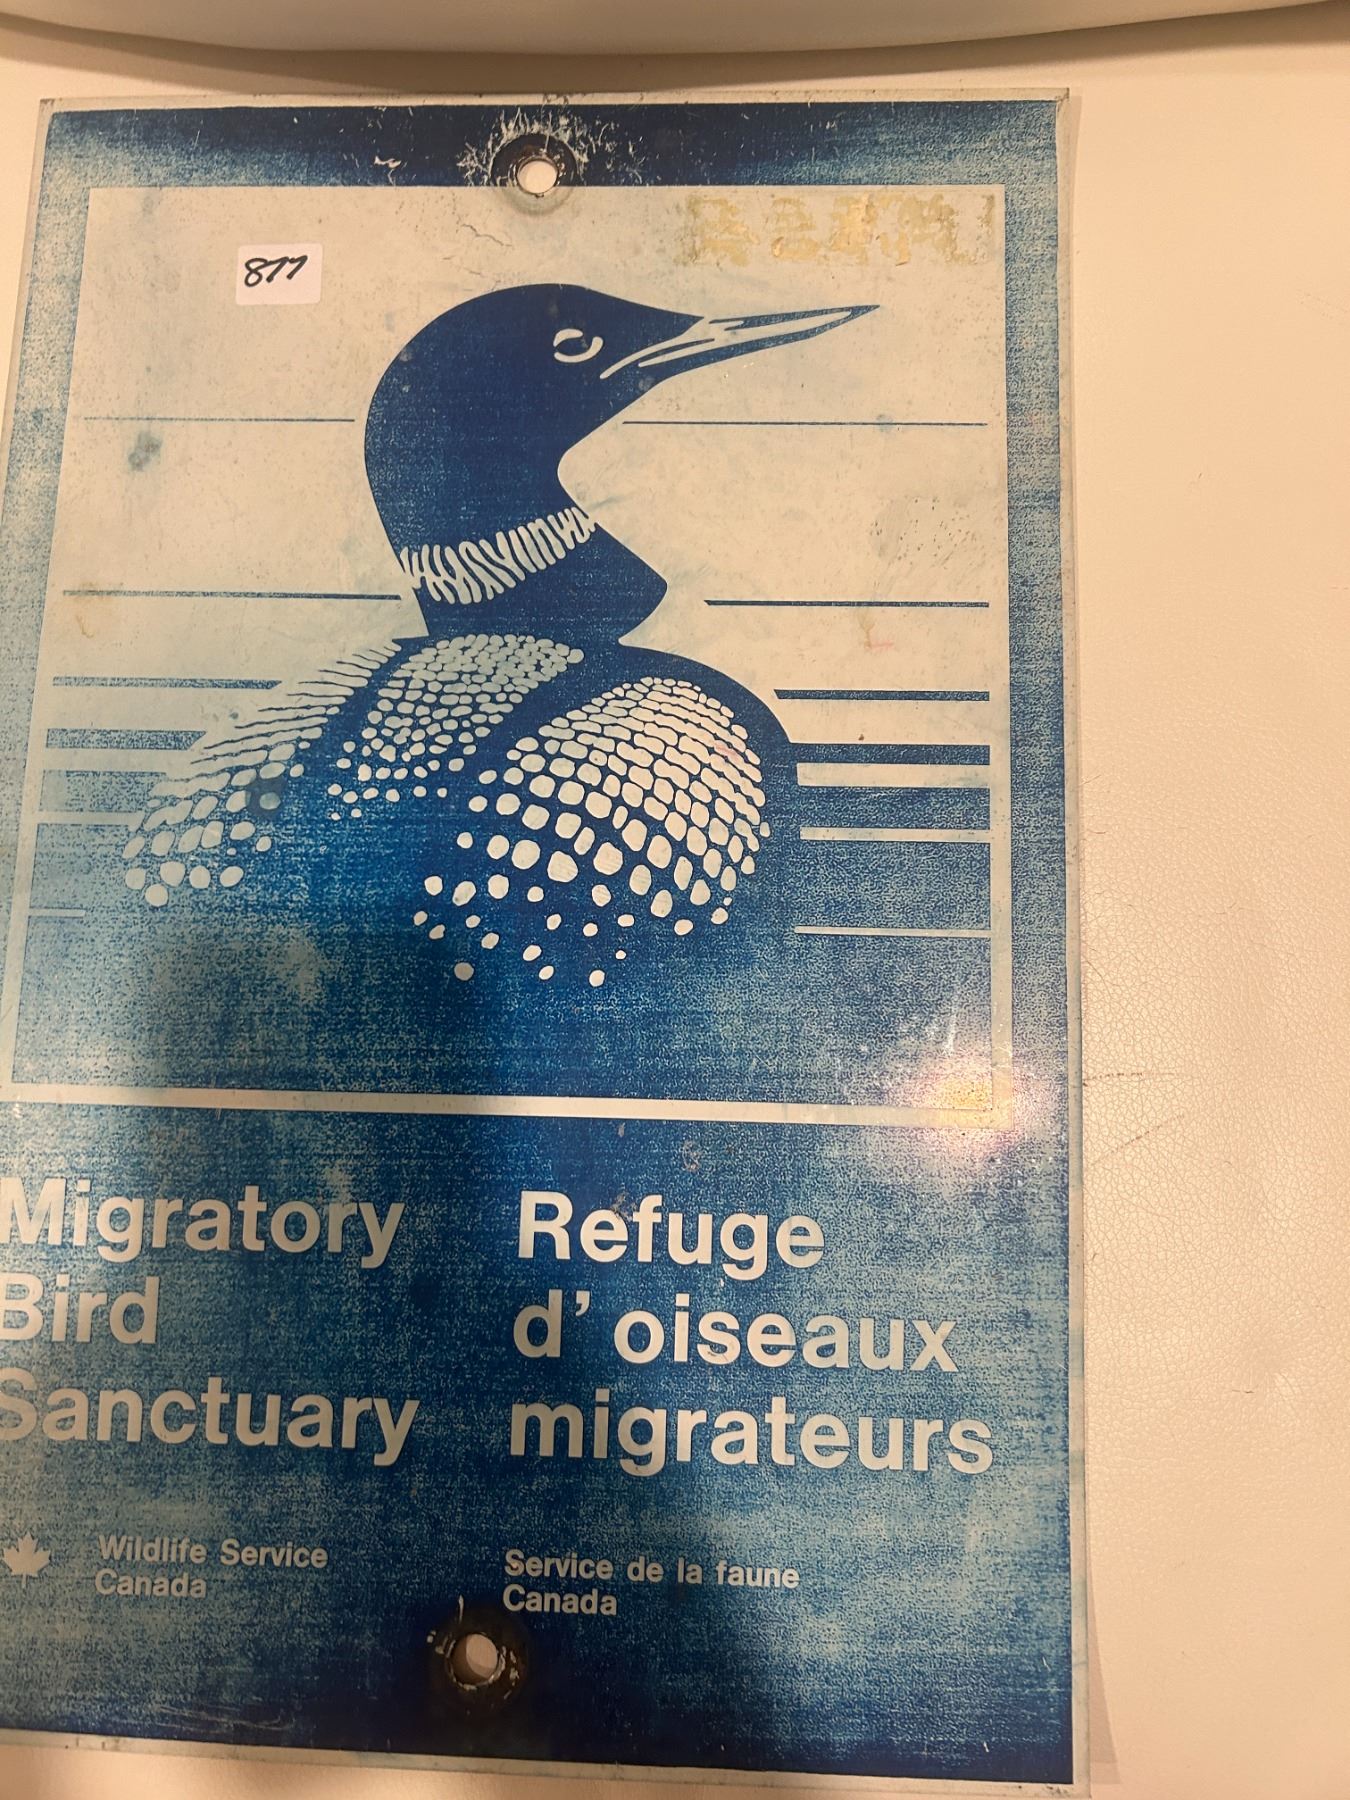 877
Migratory
Bird
Sanctuary
Refuge
d' oiseaux
migrateurs
Wildlife Service
Canada
Service de la faune
Canada